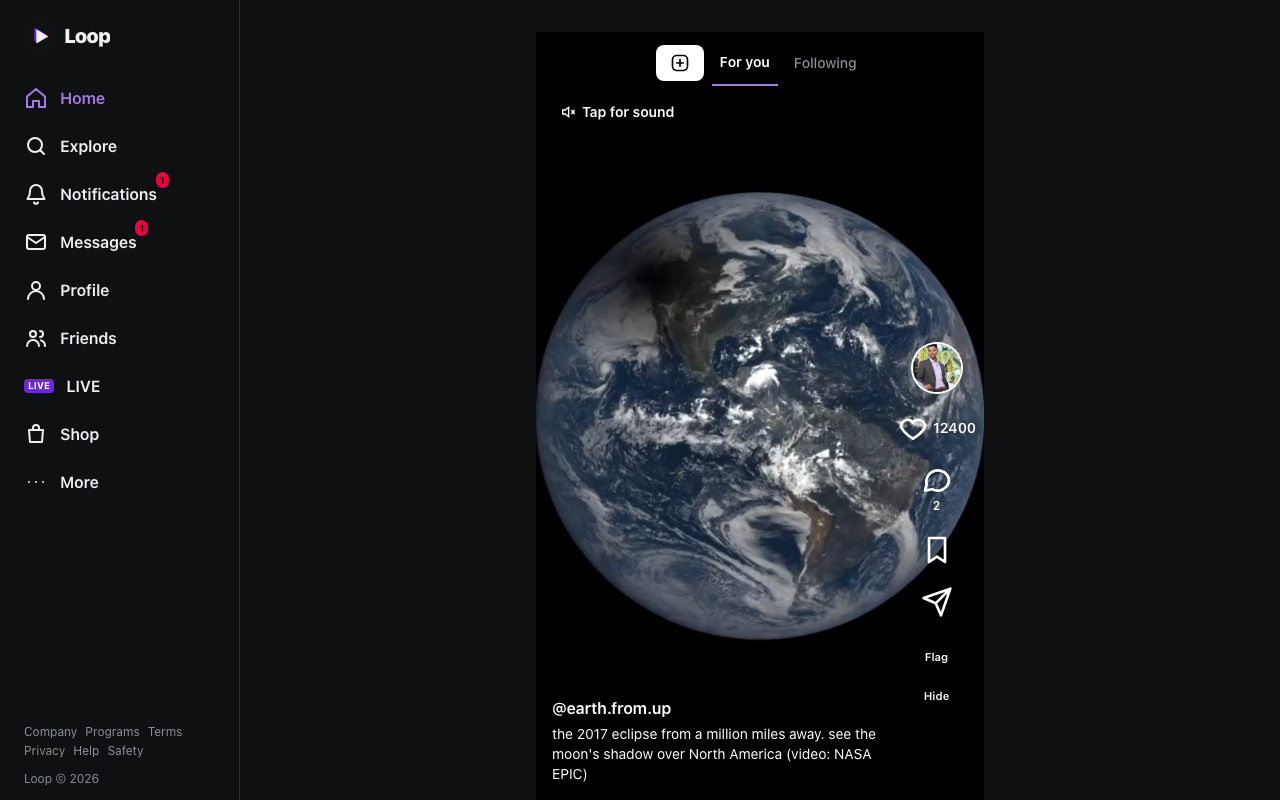 Loop
Home
Explore
Notifications 1
Messages 1
Profile
Friends
LIVE LIVE
Shop
More
Company Programs Terms
Privacy Help Safety
Loop © 2026
For you Following
Tap for sound
12400
2
Flag
Hide
@earth.from.up
the 2017 eclipse from a million miles away. see the
moon's shadow over North America (video: NASA
EPIC)